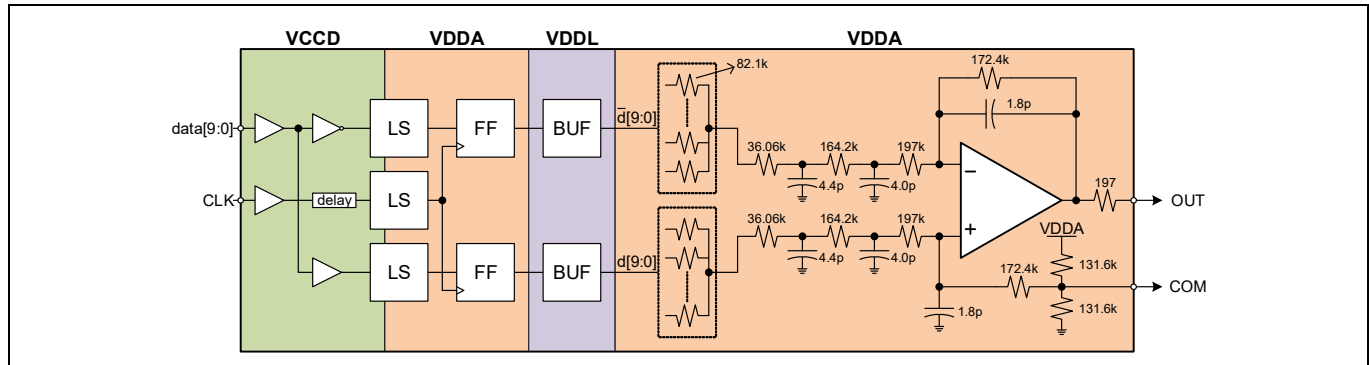 VCCD
VDDA
VDDL
VDDA
82.1k
172.4k
1.8p
data[9:0]
LS
FF
BUF
d̄[9:0]
36.06k
164.2k
197k
4.4p
4.0p
−
197
OUT
CLK
delay
LS
36.06k
164.2k
197k
+
VDDA
4.4p
4.0p
131.6k
LS
FF
BUF
d[9:0]
172.4k
COM
1.8p
131.6k